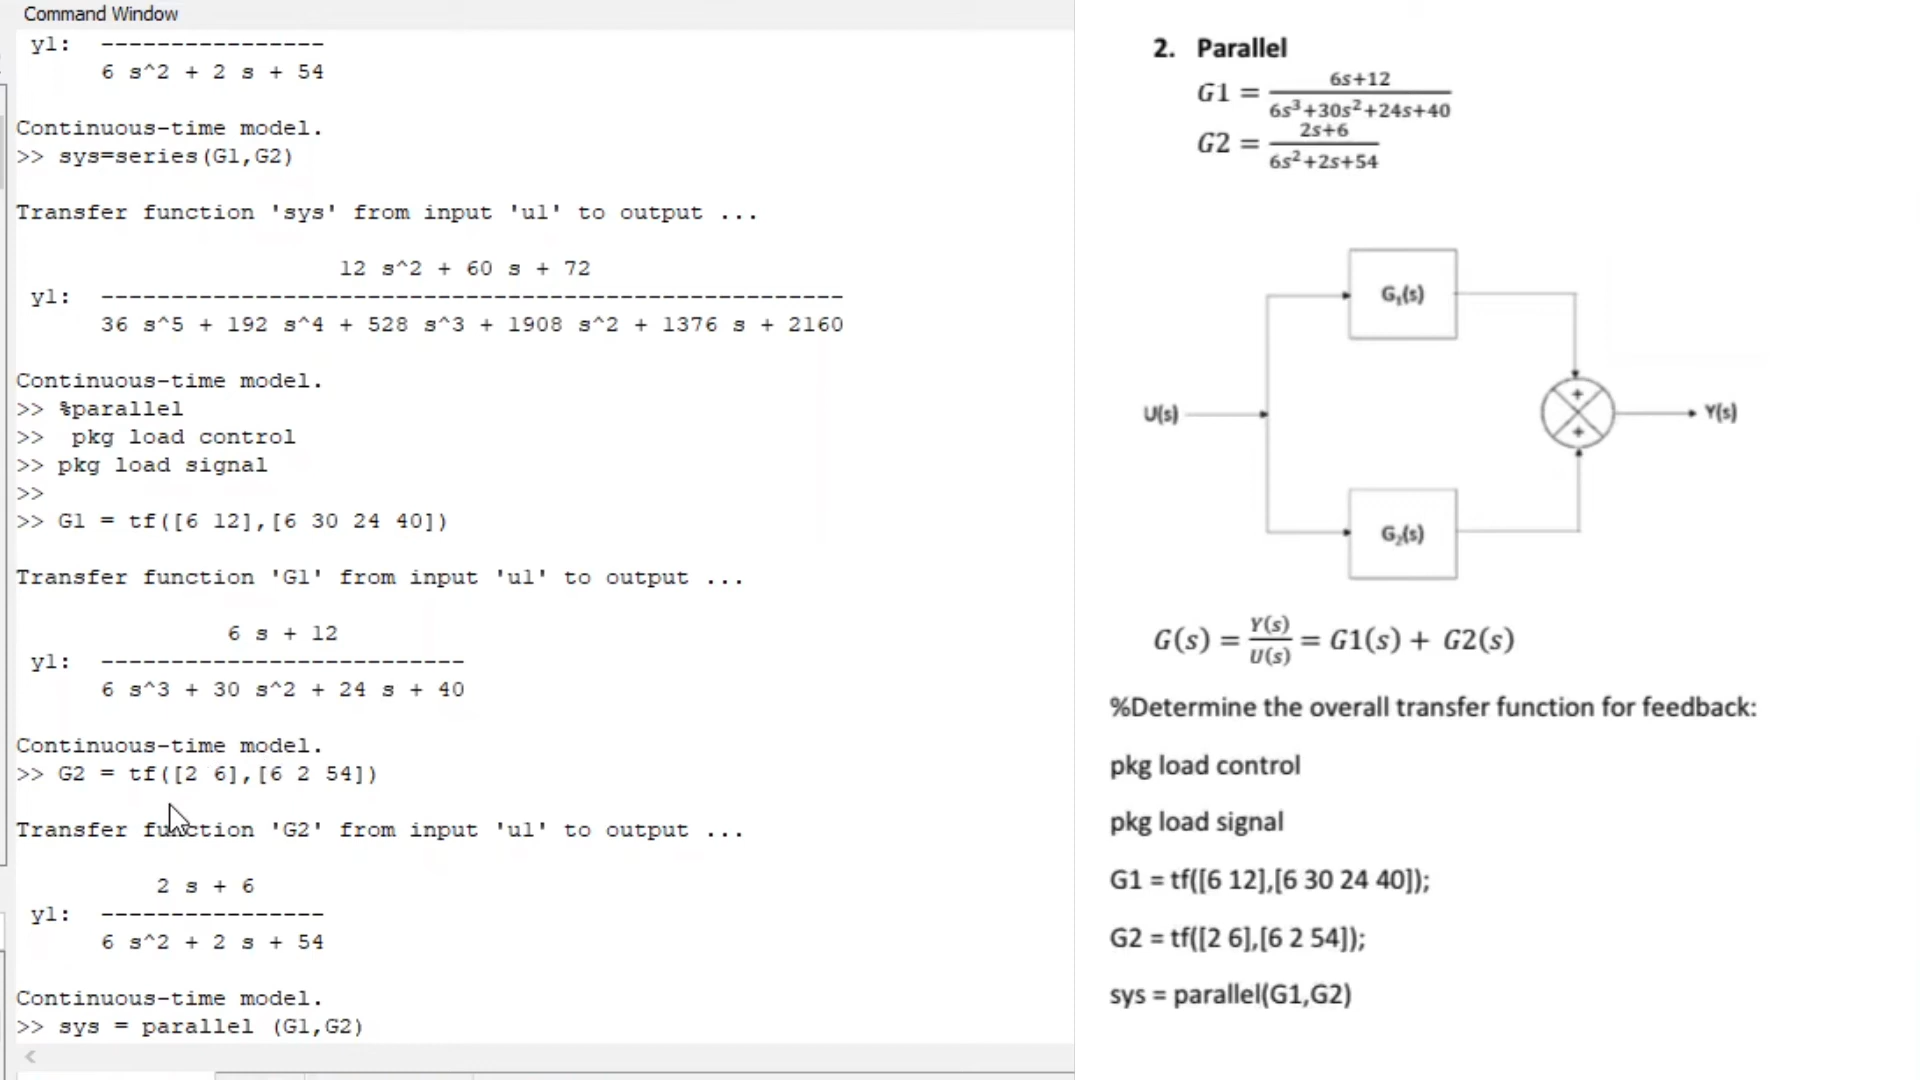 Command Window
y1: ----------------
6 s^2 + 2 s + 54
Continuous-time model.
>> sys=series(G1,G2)
Transfer function 'sys' from input 'u1' to output ...
12 s^2 + 60 s + 72
y1: -----------------------------------------------------
36 s^5 + 192 s^4 + 528 s^3 + 1908 s^2 + 1376 s + 2160
Continuous-time model.
>> %parallel
>>  pkg load control
>> pkg load signal
>>
>> G1 = tf([6 12],[6 30 24 40])
Transfer function 'G1' from input 'u1' to output ...
6 s + 12
y1: --------------------------
6 s^3 + 30 s^2 + 24 s + 40
Continuous-time model.
>> G2 = tf([2 6],[6 2 54])
Transfer function 'G2' from input 'u1' to output ...
2 s + 6
y1: ----------------
6 s^2 + 2 s + 54
Continuous-time model.
>> sys = parallel (G1,G2)
2. Parallel
G1 = 6s+12 / 6s³+30s²+24s+40
G2 = 2s+6 / 6s²+2s+54
G₁(s)
U(s)
Y(s)
G₂(s)
G(s) = Y(s)/U(s) = G1(s) + G2(s)
%Determine the overall transfer function for feedback:
pkg load control
pkg load signal
G1 = tf([6 12],[6 30 24 40]);
G2 = tf([2 6],[6 2 54]);
sys = parallel(G1,G2)